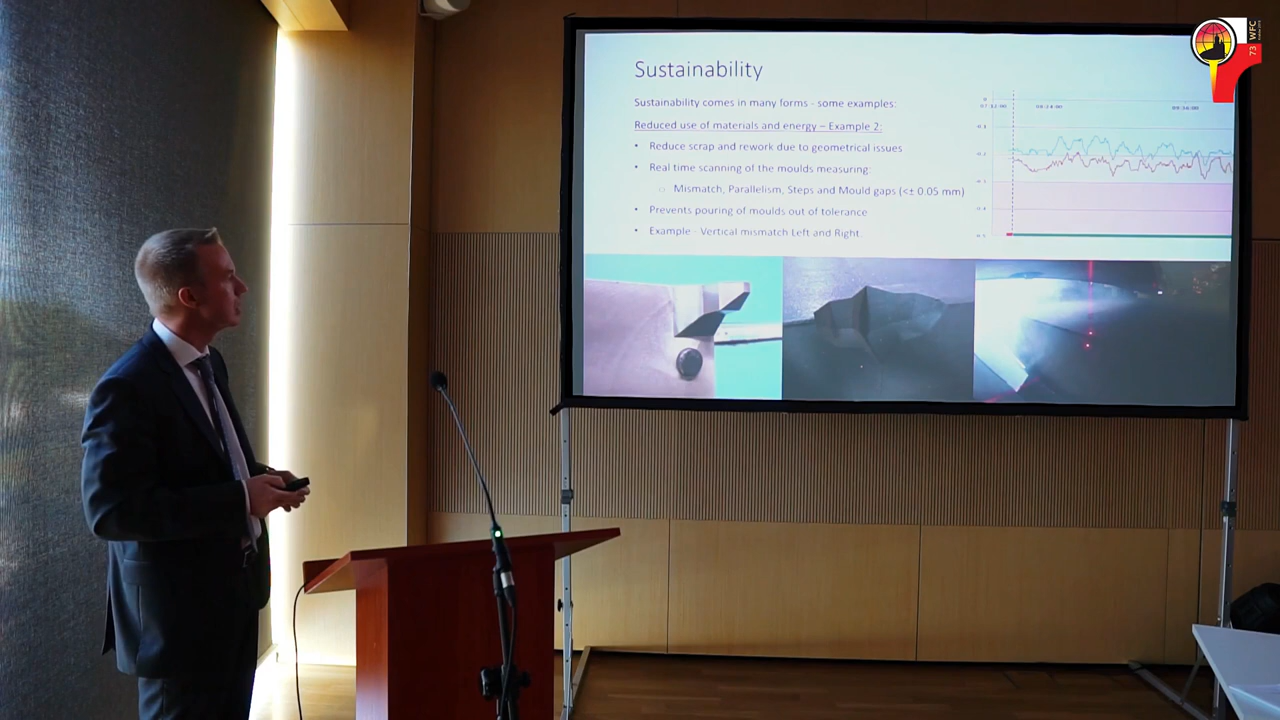 73 WFC
Sustainability
Sustainability comes in many forms - some examples:
Reduced use of materials and energy – Example 2:
• Reduce scrap and rework due to geometrical issues
• Real time scanning of the moulds measuring:
○ Mismatch, Parallelism, Steps and Mould gaps (<± 0.05 mm)
• Prevents pouring of moulds out of tolerance
• Example - Vertical mismatch Left and Right.